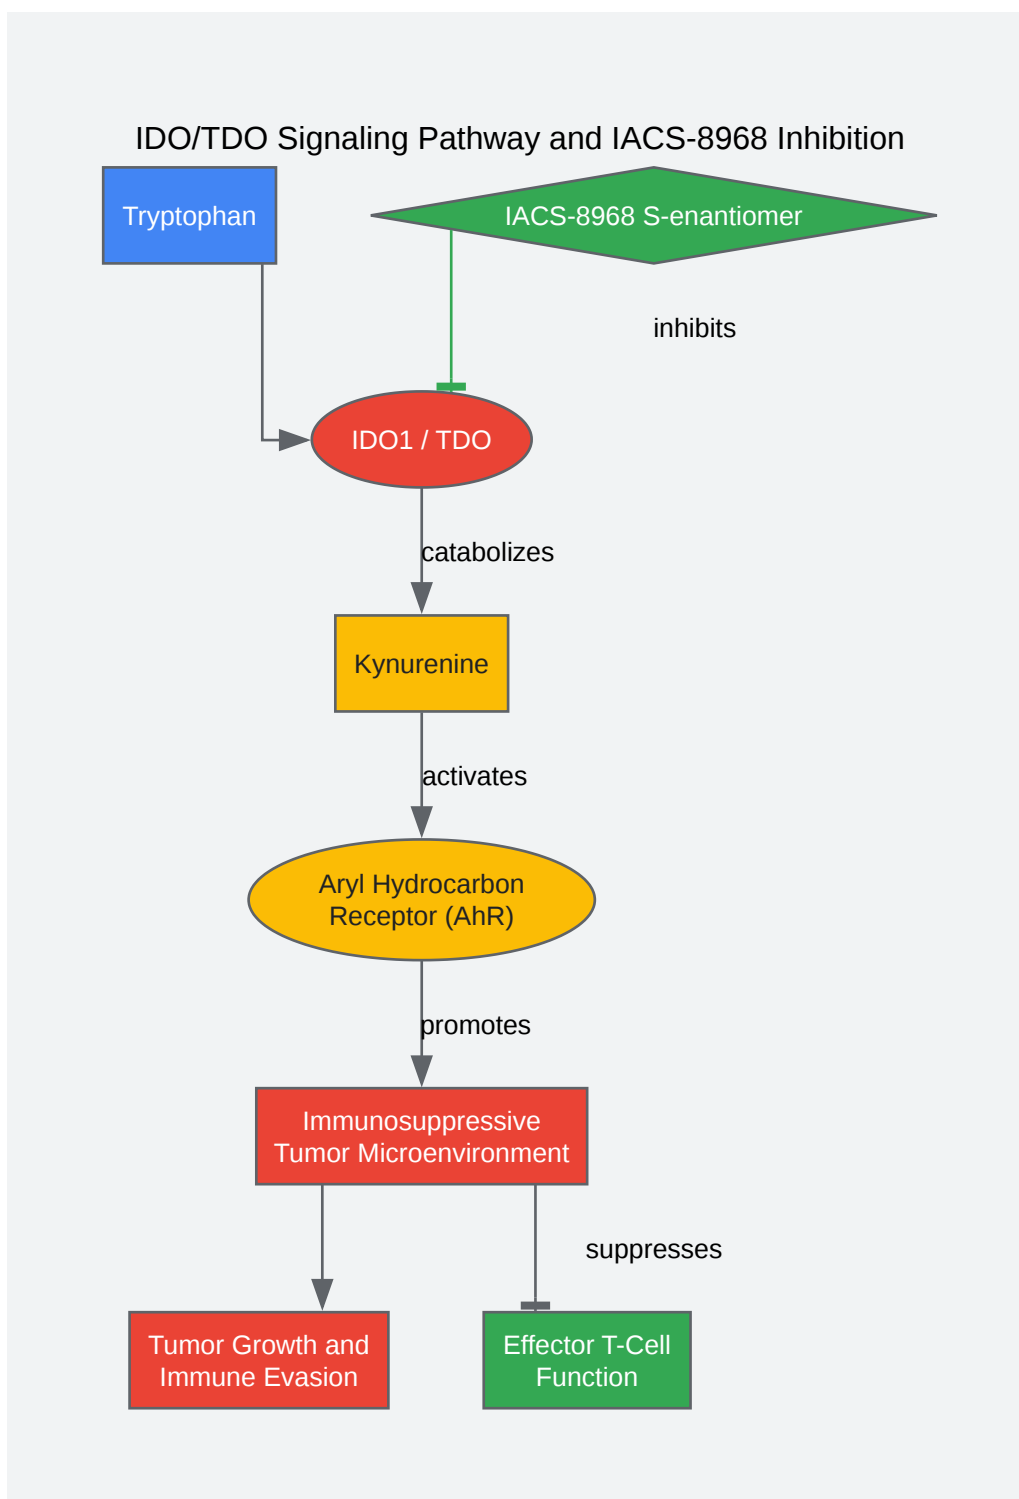 IDO/TDO Signaling Pathway and IACS-8968 Inhibition
Tryptophan
IACS-8968 S-enantiomer
inhibits
IDO1 / TDO
catabolizes
Kynurenine
activates
Aryl Hydrocarbon
Receptor (AhR)
promotes
Immunosuppressive
Tumor Microenvironment
suppresses
Tumor Growth and
Immune Evasion
Effector T-Cell
Function